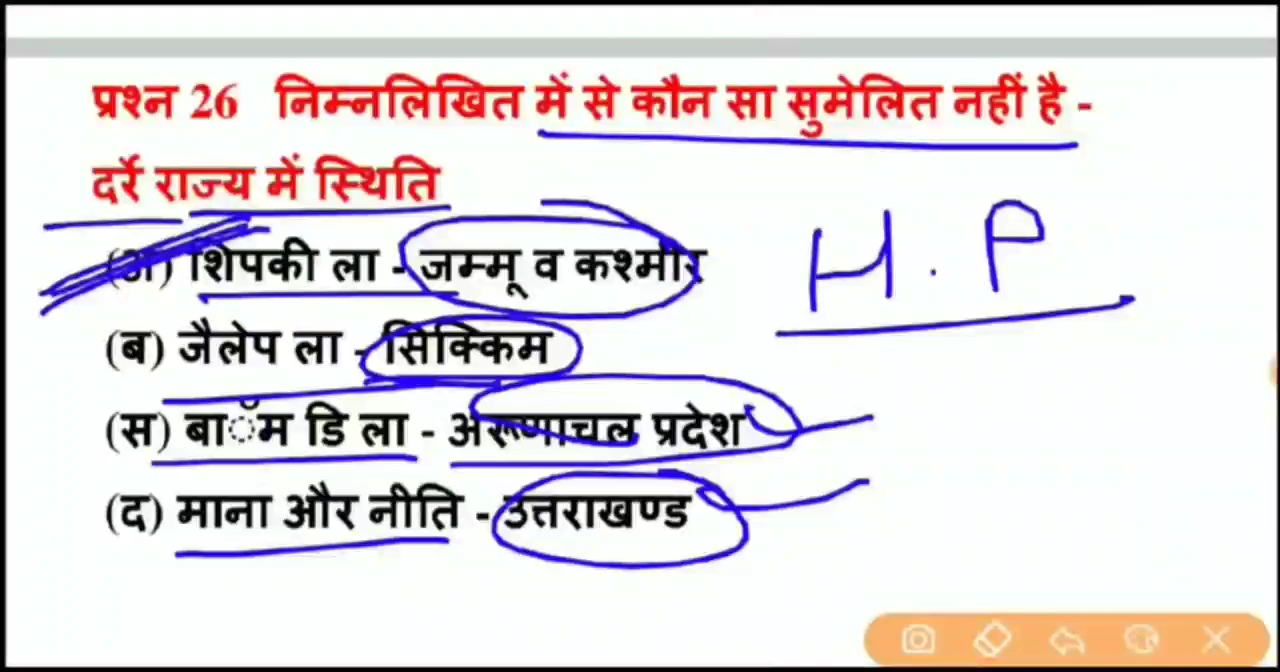 प्रश्न 26 निम्नलिखित में से कौन सा सुमेलित नहीं है -
दर्रे राज्य में स्थिति
(अ) शिपकी ला - जम्मू व कश्मीर
H.P
(ब) जैलेप ला - सिक्किम
(स) बाॅम डि ला - अरूणाचल प्रदेश
(द) माना और नीति - उत्तराखण्ड